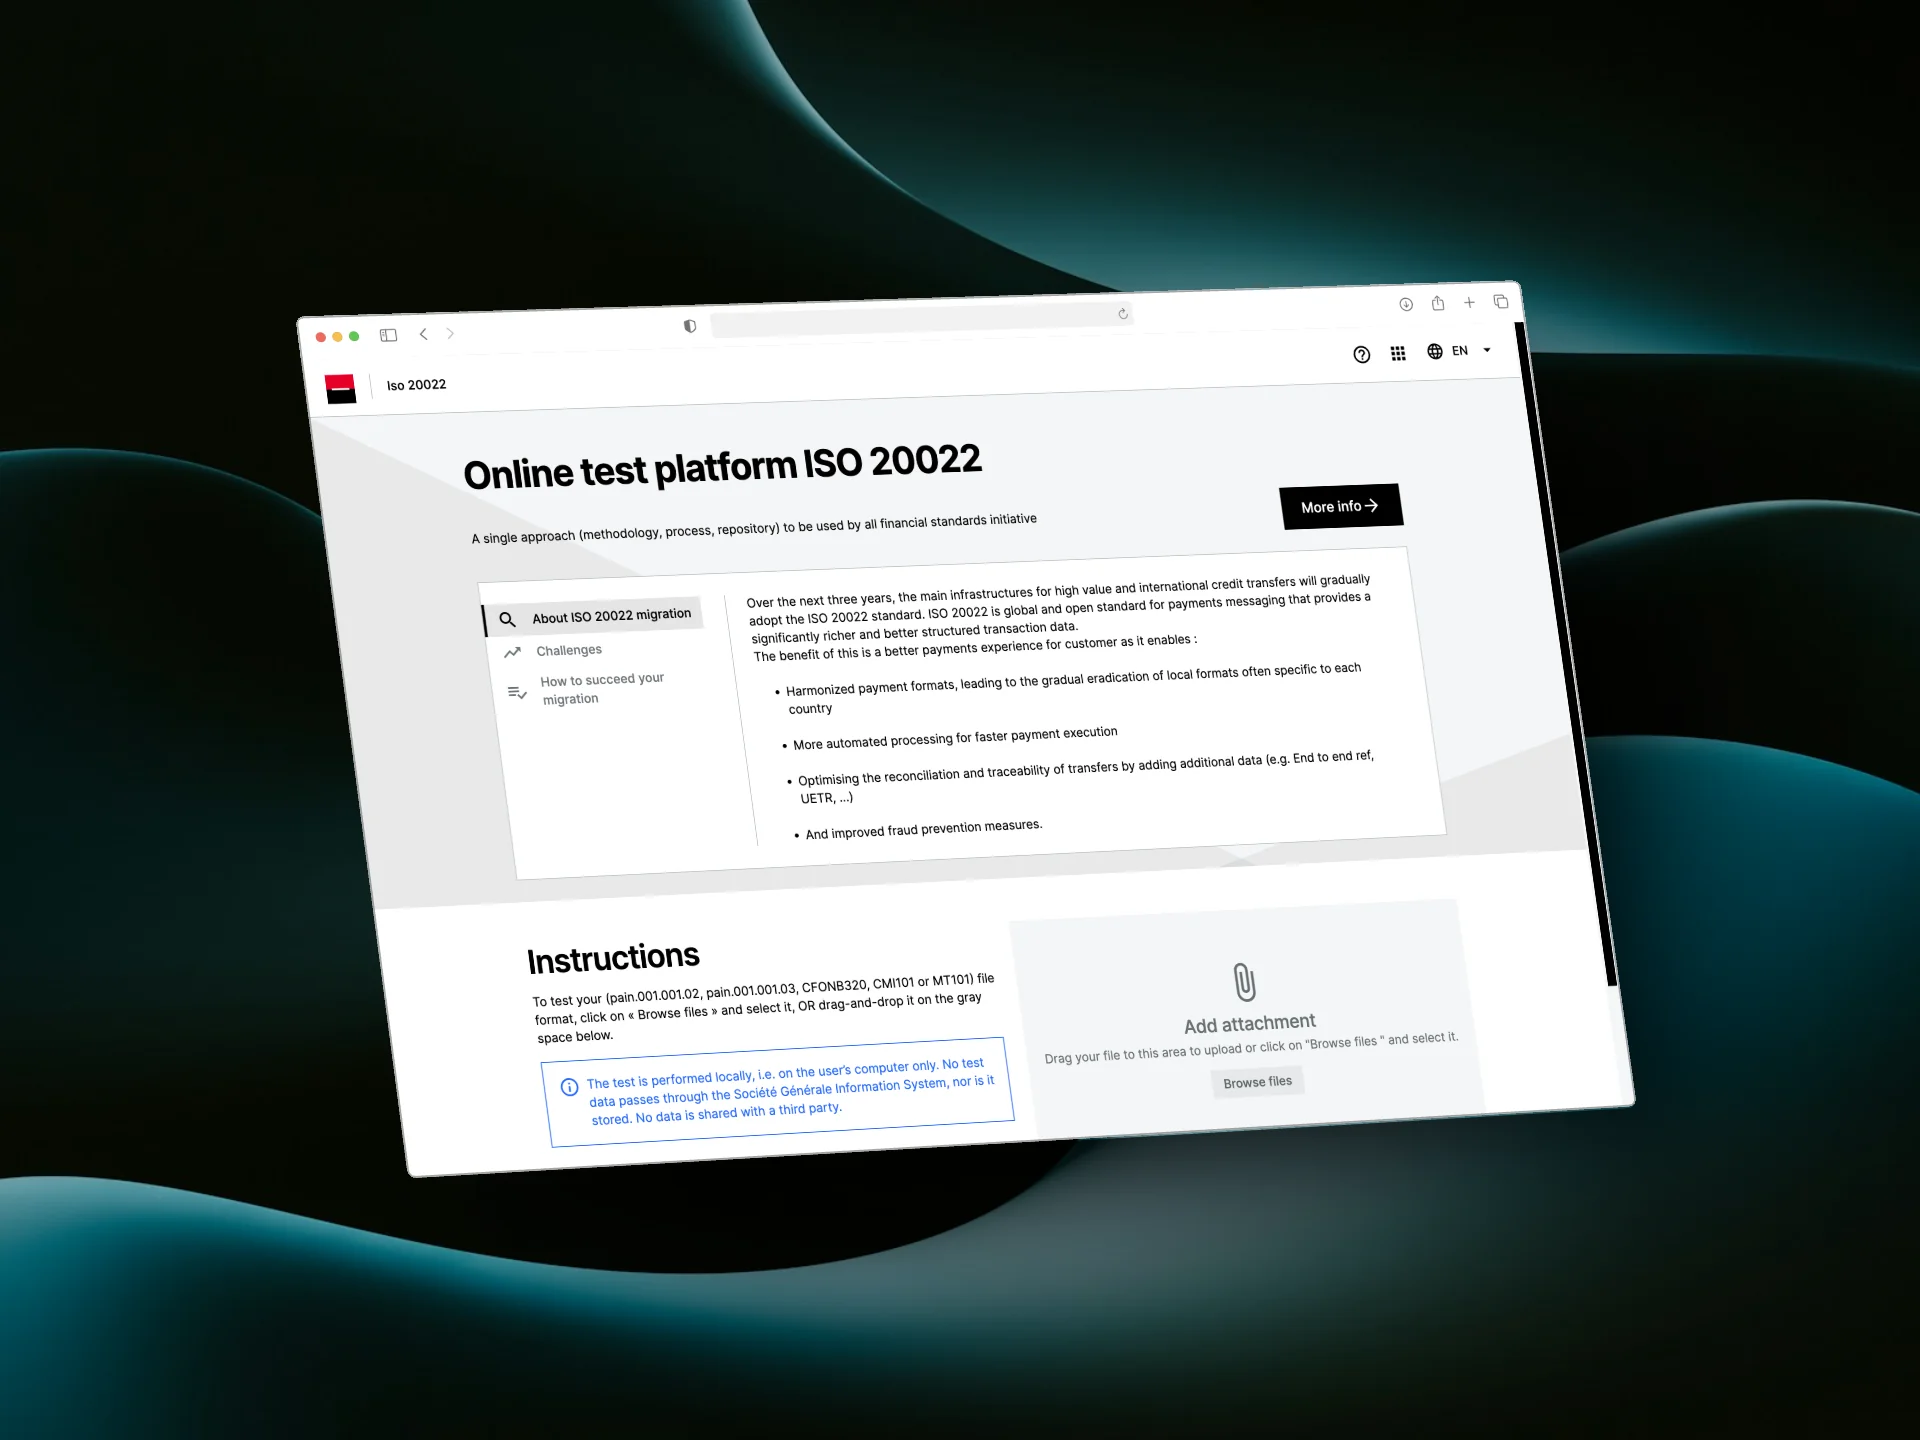 Iso 20022
EN
Online test platform ISO 20022
A single approach (methodology, process, repository) to be used by all financial standards initiative
More info
About ISO 20022 migration
Challenges
How to succeed your
migration
Over the next three years, the main infrastructures for high value and international credit transfers will gradually
adopt the ISO 20022 standard. ISO 20022 is global and open standard for payments messaging that provides a
significantly richer and better structured transaction data.
The benefit of this is a better payments experience for customer as it enables :
• Harmonized payment formats, leading to the gradual eradication of local formats often specific to each
country
• More automated processing for faster payment execution
• Optimising the reconciliation and traceability of transfers by adding additional data (e.g. End to end ref,
UETR, ...)
• And improved fraud prevention measures.
Instructions
To test your (pain.001.001.02, pain.001.001.03, CFONB320, CMI101 or MT101) file
format, click on « Browse files » and select it, OR drag-and-drop it on the gray
space below.
The test is performed locally, i.e. on the user's computer only. No test
data passes through the Société Générale Information System, nor is it
stored. No data is shared with a third party.
Add attachment
Drag your file to this area to upload or click on "Browse files " and select it.
Browse files